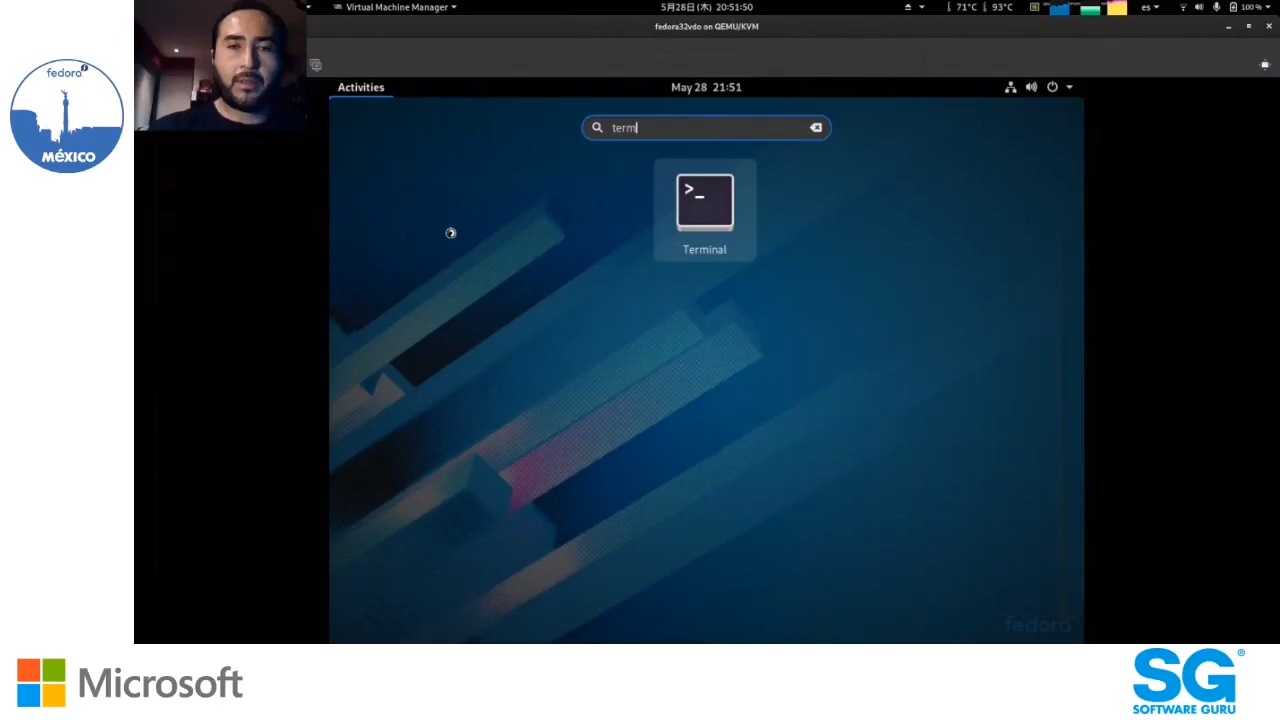 Virtual Machine Manager
5月28日(木) 20:51:50
71°C
93°C
es
100 %
fedora32vdo on QEMU/KVM
fedora
MÉXICO
Activities
May 28 21:51
term
>_
Terminal
fedora
Microsoft
SG®
SOFTWARE GURU